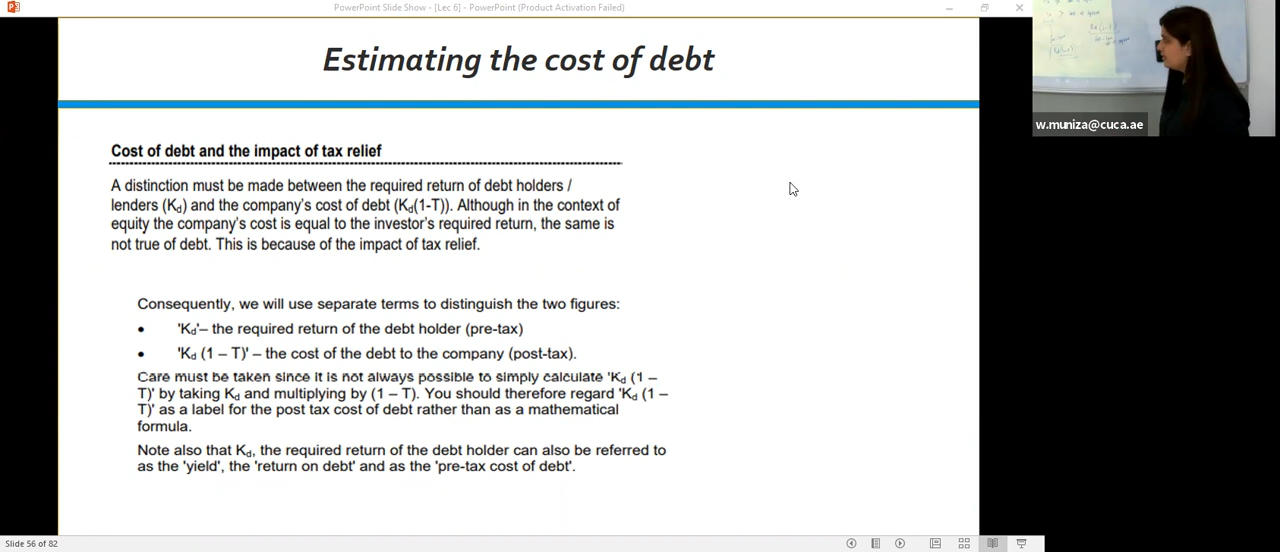 PowerPoint Slide Show - [Lec 6] - PowerPoint (Product Activation Failed)
Estimating the cost of debt
Cost of debt and the impact of tax relief
A distinction must be made between the required return of debt holders /
lenders (Kd) and the company's cost of debt (Kd(1-T)). Although in the context of
equity the company's cost is equal to the investor's required return, the same is
not true of debt. This is because of the impact of tax relief.
Consequently, we will use separate terms to distinguish the two figures:
• 'Kd'– the required return of the debt holder (pre-tax)
• 'Kd (1 – T)' – the cost of the debt to the company (post-tax).
Care must be taken since it is not always possible to simply calculate 'Kd (1 –
T)' by taking Kd and multiplying by (1 – T). You should therefore regard 'Kd (1 –
T)' as a label for the post tax cost of debt rather than as a mathematical
formula.
Note also that Kd, the required return of the debt holder can also be referred to
as the 'yield', the 'return on debt' and as the 'pre-tax cost of debt'.
w.muniza@cuca.ae
Slide 56 of 82